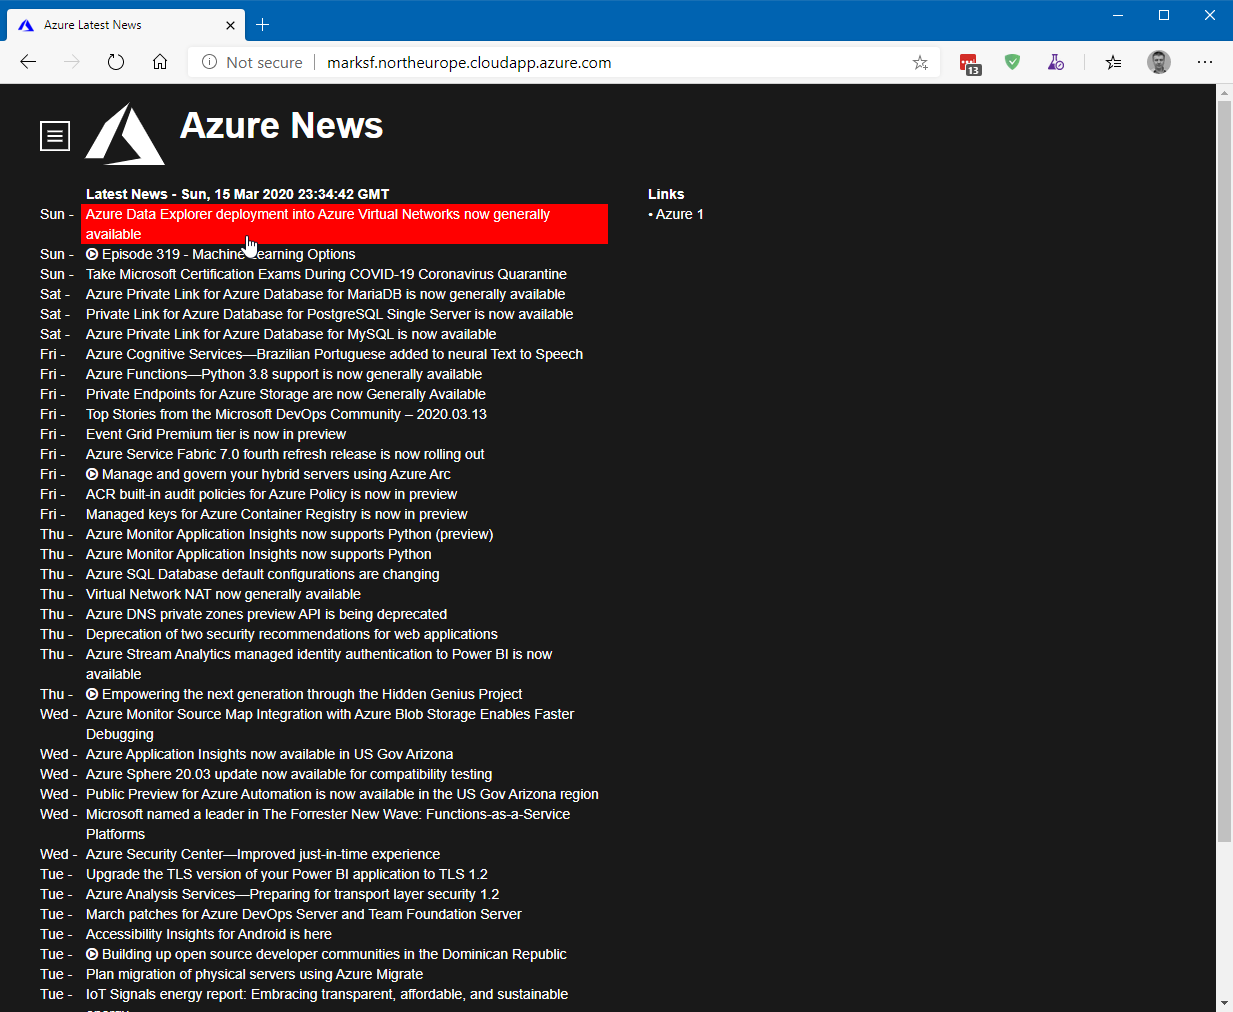 Azure Latest News
Not secure
marksf.northeurope.cloudapp.azure.com
13
Azure News
Latest News - Sun, 15 Mar 2020 23:34:42 GMT
Sun - Azure Data Explorer deployment into Azure Virtual Networks now generally
available
Sun - Episode 319 - Machine Learning Options
Sun - Take Microsoft Certification Exams During COVID-19 Coronavirus Quarantine
Sat - Azure Private Link for Azure Database for MariaDB is now generally available
Sat - Private Link for Azure Database for PostgreSQL Single Server is now available
Sat - Azure Private Link for Azure Database for MySQL is now available
Fri - Azure Cognitive Services—Brazilian Portuguese added to neural Text to Speech
Fri - Azure Functions—Python 3.8 support is now generally available
Fri - Private Endpoints for Azure Storage are now Generally Available
Fri - Top Stories from the Microsoft DevOps Community – 2020.03.13
Fri - Event Grid Premium tier is now in preview
Fri - Azure Service Fabric 7.0 fourth refresh release is now rolling out
Fri - Manage and govern your hybrid servers using Azure Arc
Fri - ACR built-in audit policies for Azure Policy is now in preview
Fri - Managed keys for Azure Container Registry is now in preview
Thu - Azure Monitor Application Insights now supports Python (preview)
Thu - Azure Monitor Application Insights now supports Python
Thu - Azure SQL Database default configurations are changing
Thu - Virtual Network NAT now generally available
Thu - Azure DNS private zones preview API is being deprecated
Thu - Deprecation of two security recommendations for web applications
Thu - Azure Stream Analytics managed identity authentication to Power BI is now
available
Thu - Empowering the next generation through the Hidden Genius Project
Wed - Azure Monitor Source Map Integration with Azure Blob Storage Enables Faster
Debugging
Wed - Azure Application Insights now available in US Gov Arizona
Wed - Azure Sphere 20.03 update now available for compatibility testing
Wed - Public Preview for Azure Automation is now available in the US Gov Arizona region
Wed - Microsoft named a leader in The Forrester New Wave: Functions-as-a-Service
Platforms
Wed - Azure Security Center—Improved just-in-time experience
Tue - Upgrade the TLS version of your Power BI application to TLS 1.2
Tue - Azure Analysis Services—Preparing for transport layer security 1.2
Tue - March patches for Azure DevOps Server and Team Foundation Server
Tue - Accessibility Insights for Android is here
Tue - Building up open source developer communities in the Dominican Republic
Tue - Plan migration of physical servers using Azure Migrate
Tue - IoT Signals energy report: Embracing transparent, affordable, and sustainable
Links
• Azure 1